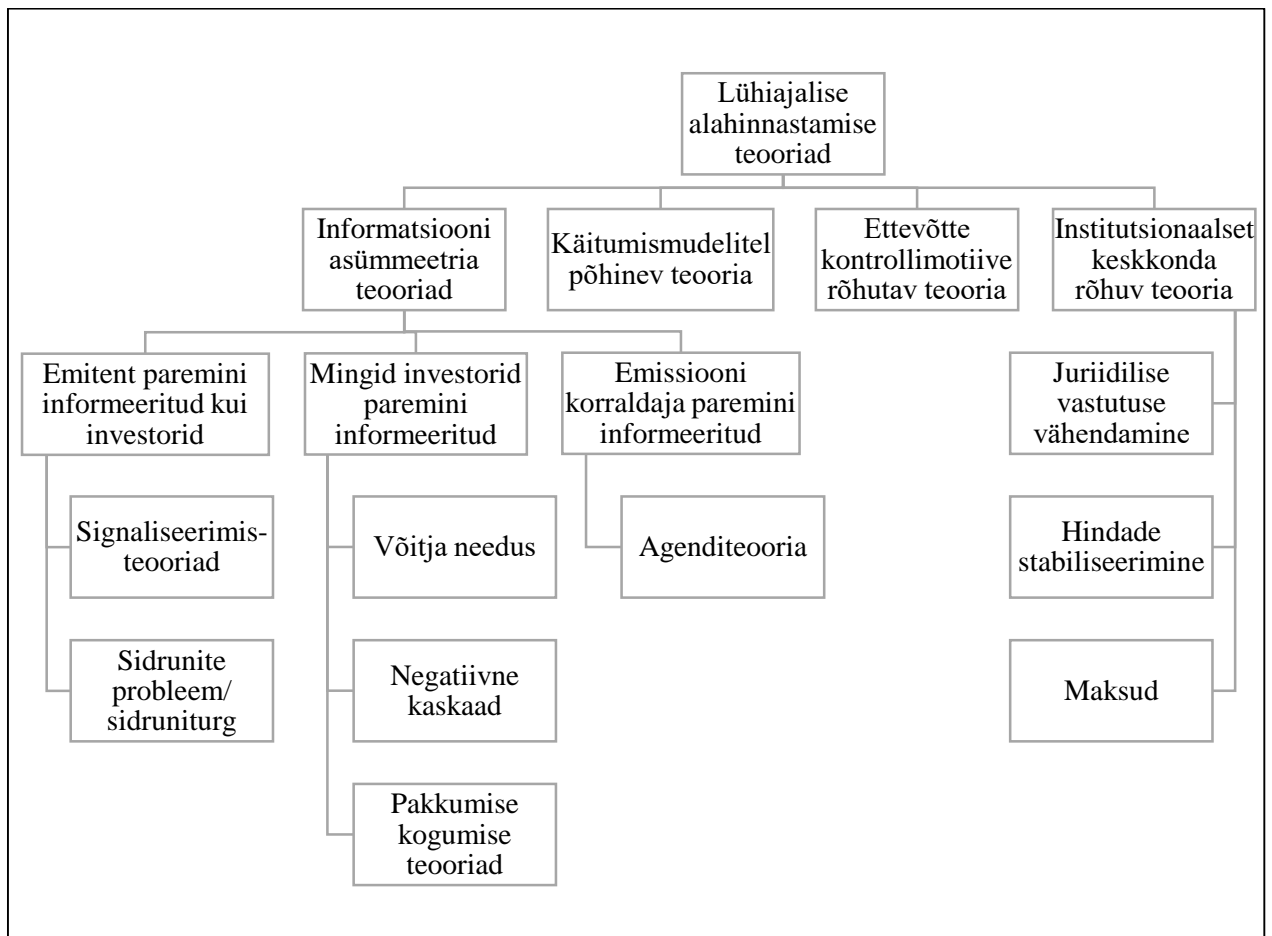 Lühiajalise
alahinnastamise
teooriad
Informatsiooni
asümmeetria
teooriad
Käitumismudelitel
põhinev teooria
Ettevõtte
kontrollimotiive
rõhutav teooria
Institutsionaalset
keskkonda
rõhuv teooria
Emitent paremini
informeeritud kui
investorid
Mingid investorid
paremini
informeeritud
Emissiooni
korraldaja paremini
informeeritud
Juriidilise
vastutuse
vähendamine
Signaliseerimis-
teooriad
Võitja needus
Agenditeooria
Hindade
stabiliseerimine
Sidrunite
probleem/
sidruniturg
Negatiivne
kaskaad
Maksud
Pakkumise
kogumise
teooriad